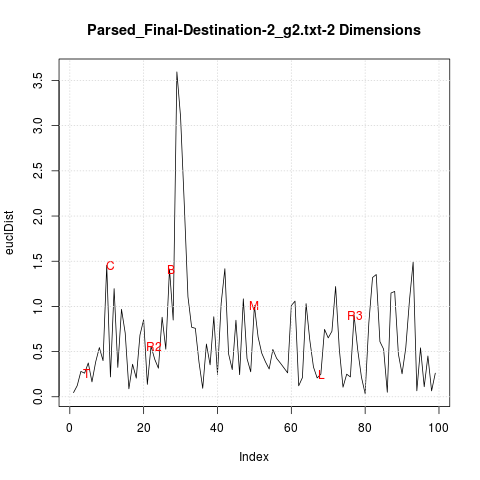 Parsed_Final-Destination-2_g2.txt-2 Dimensions
euclDist
3.5
3.0
2.5
2.0
1.5
1.0
0.5
0.0
C
B
M
R3
R2
T
L
0 20 40 60 80 100
Index